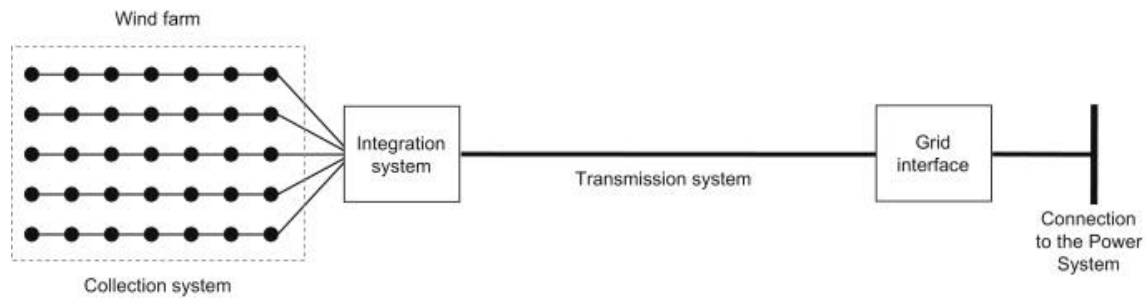 Wind farm
Integration
system
Transmission system
Grid
interface
Connection
to the Power
System
Collection system